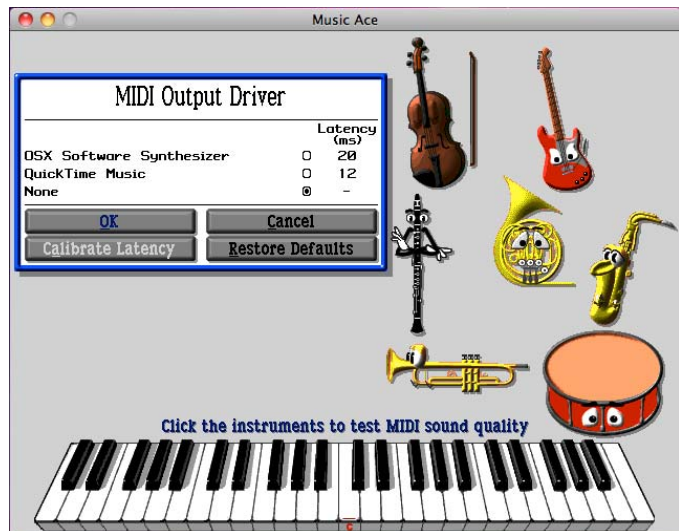 Music Ace
MIDI Output Driver
Latency
(ms)
OSX Software Synthesizer 20
QuickTime Music 12
None -
OK Cancel
Calibrate Latency Restore Defaults
Click the instruments to test MIDI sound quality
C